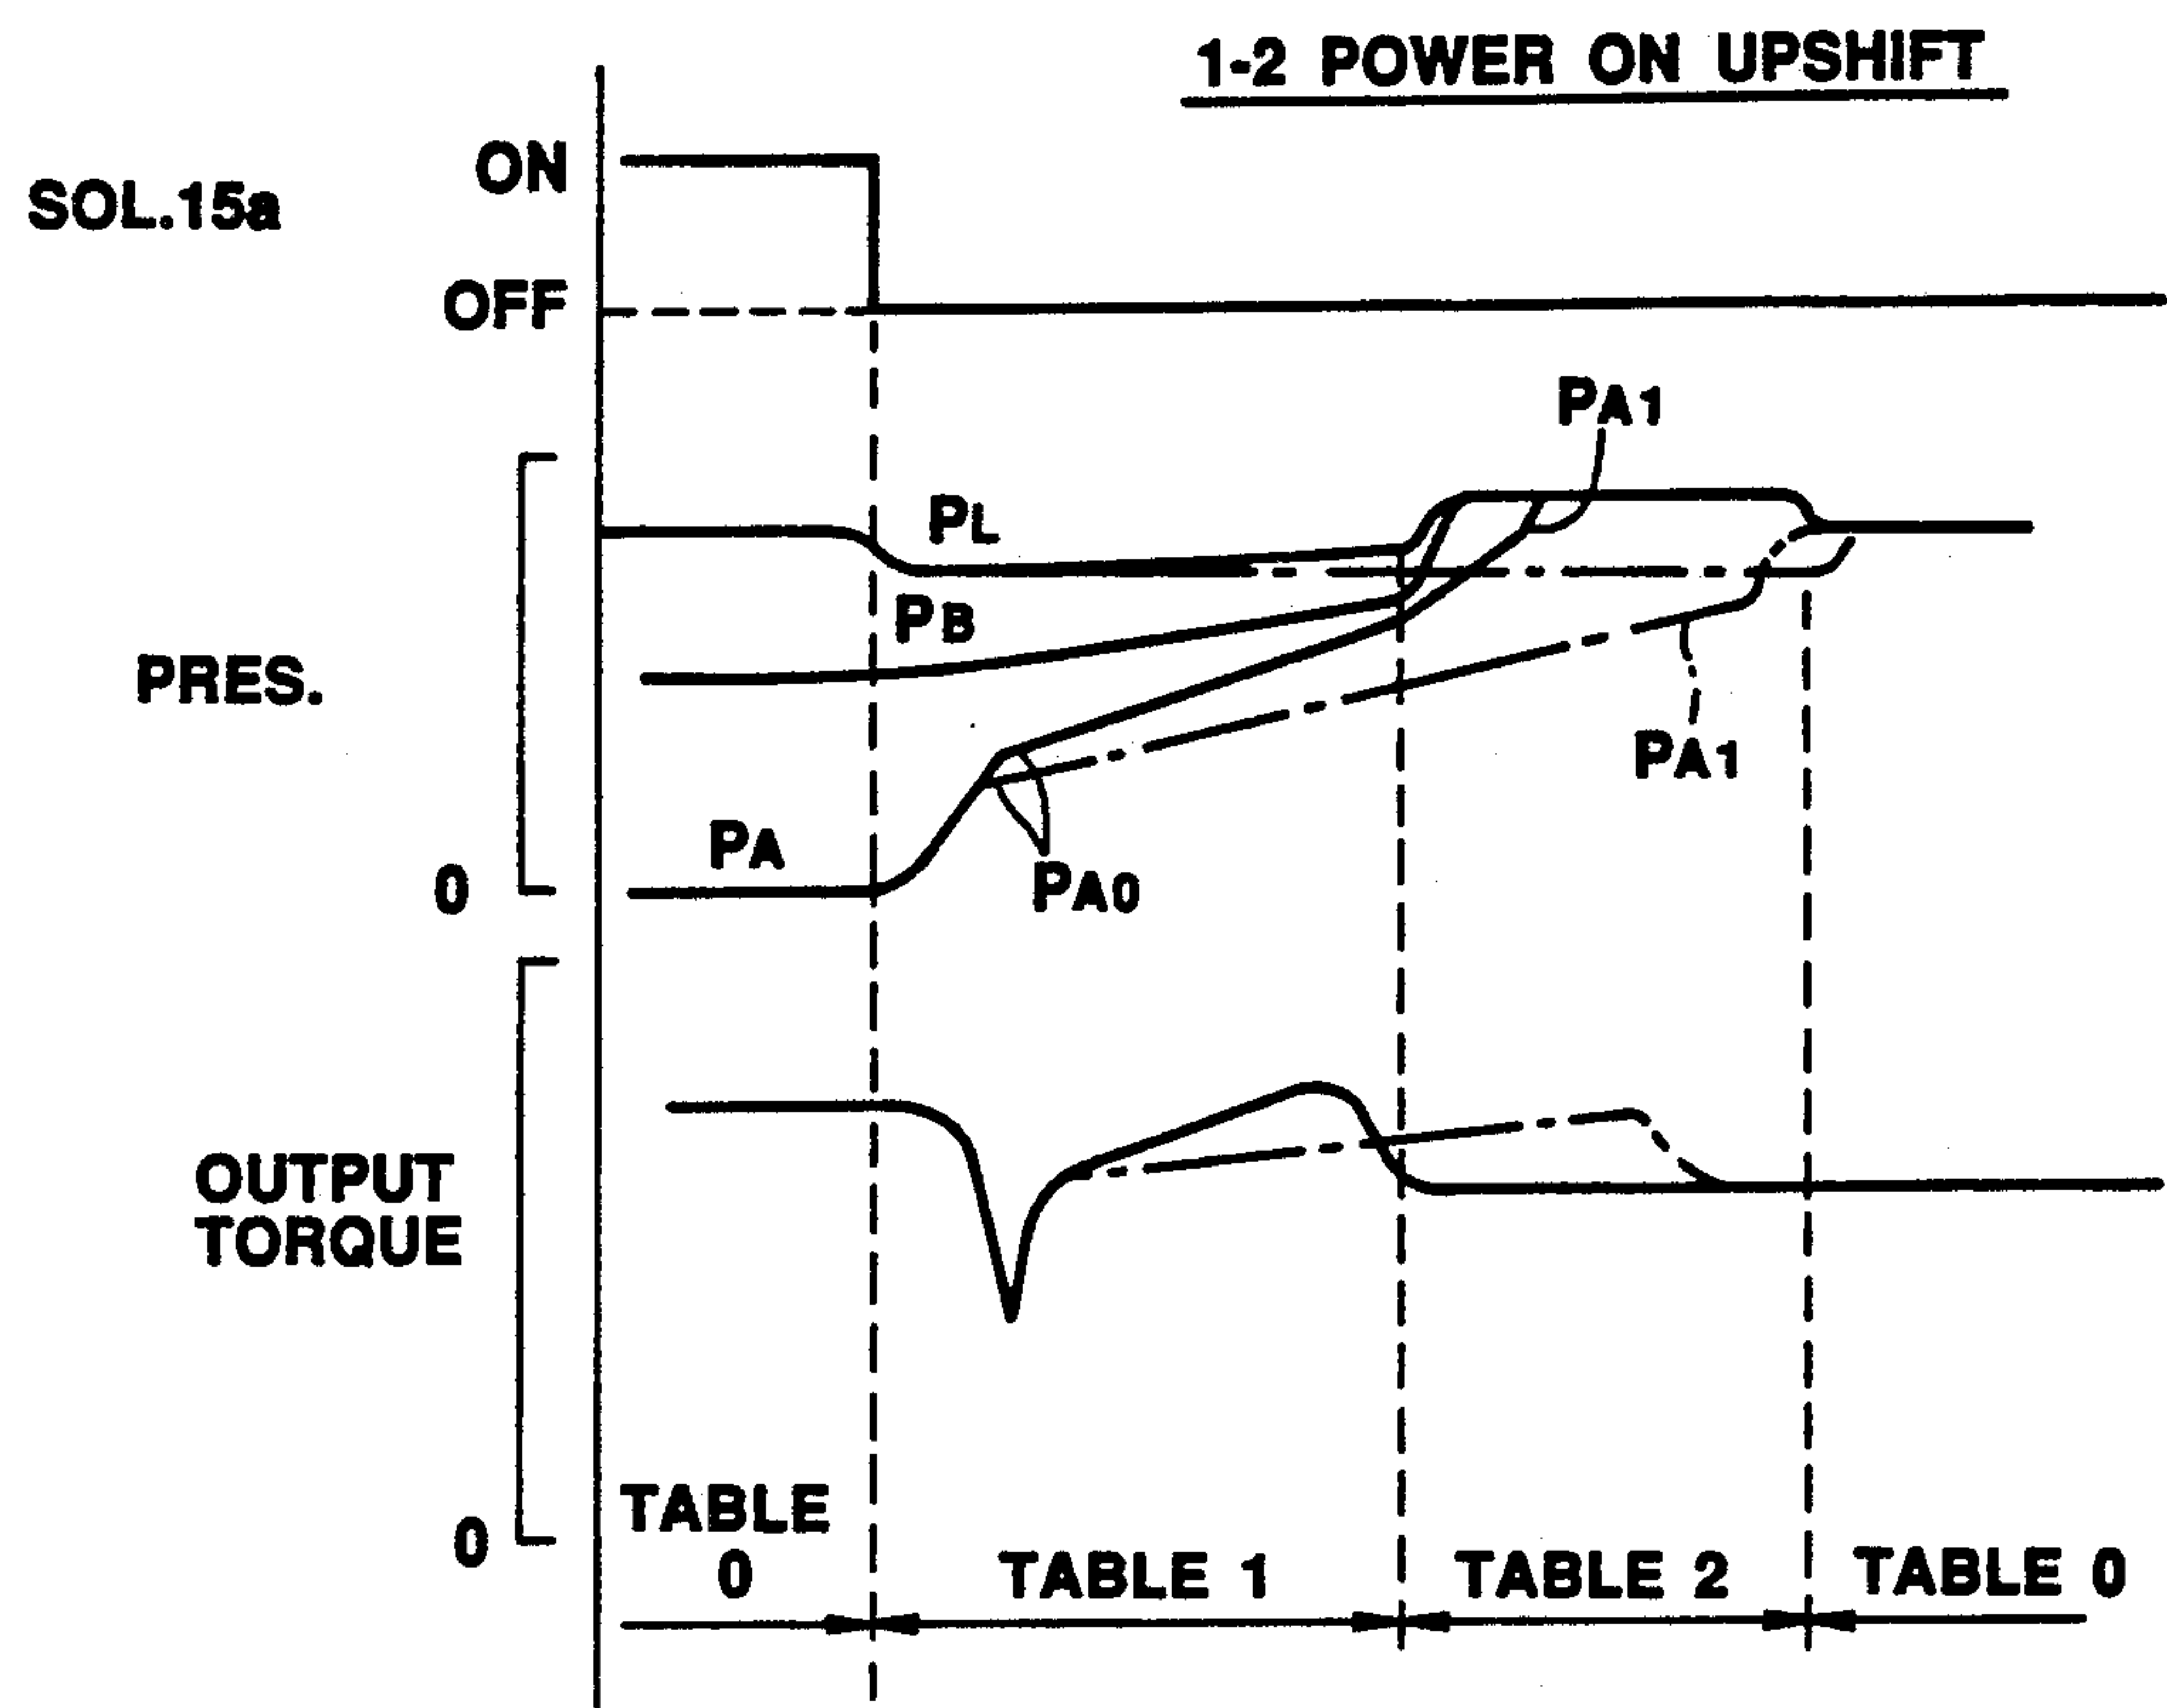 1-2 POWER ON UPSHIFT
ON
SOL.15a
OFF
PA1
PL
PB
PRES.
PA1
PA
PA0
0
OUTPUT
TORQUE
TABLE
0
0
TABLE 1
TABLE 2
TABLE 0